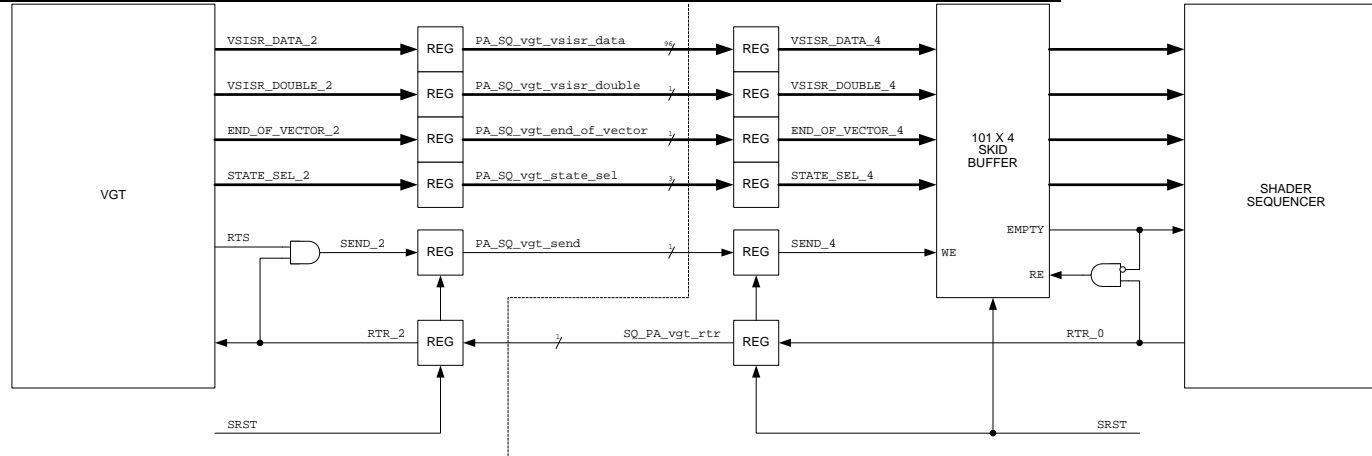 VSISR_DATA_2 REG PA_SQ_vgt_vsisr_data 96 REG VSISR_DATA_4
VSISR_DOUBLE_2 REG PA_SQ_vgt_vsisr_double 1 REG VSISR_DOUBLE_4
END_OF_VECTOR_2 REG PA_SQ_vgt_end_of_vector 1 REG END_OF_VECTOR_4
101 X 4
SKID
BUFFER
STATE_SEL_2 REG PA_SQ_vgt_state_sel 3 REG STATE_SEL_4
VGT
SHADER
SEQUENCER
RTS SEND_2 REG PA_SQ_vgt_send 1 REG SEND_4 WE EMPTY
RE
RTR_2 REG 1 SQ_PA_vgt_rtr REG RTR_0
SRST SRST